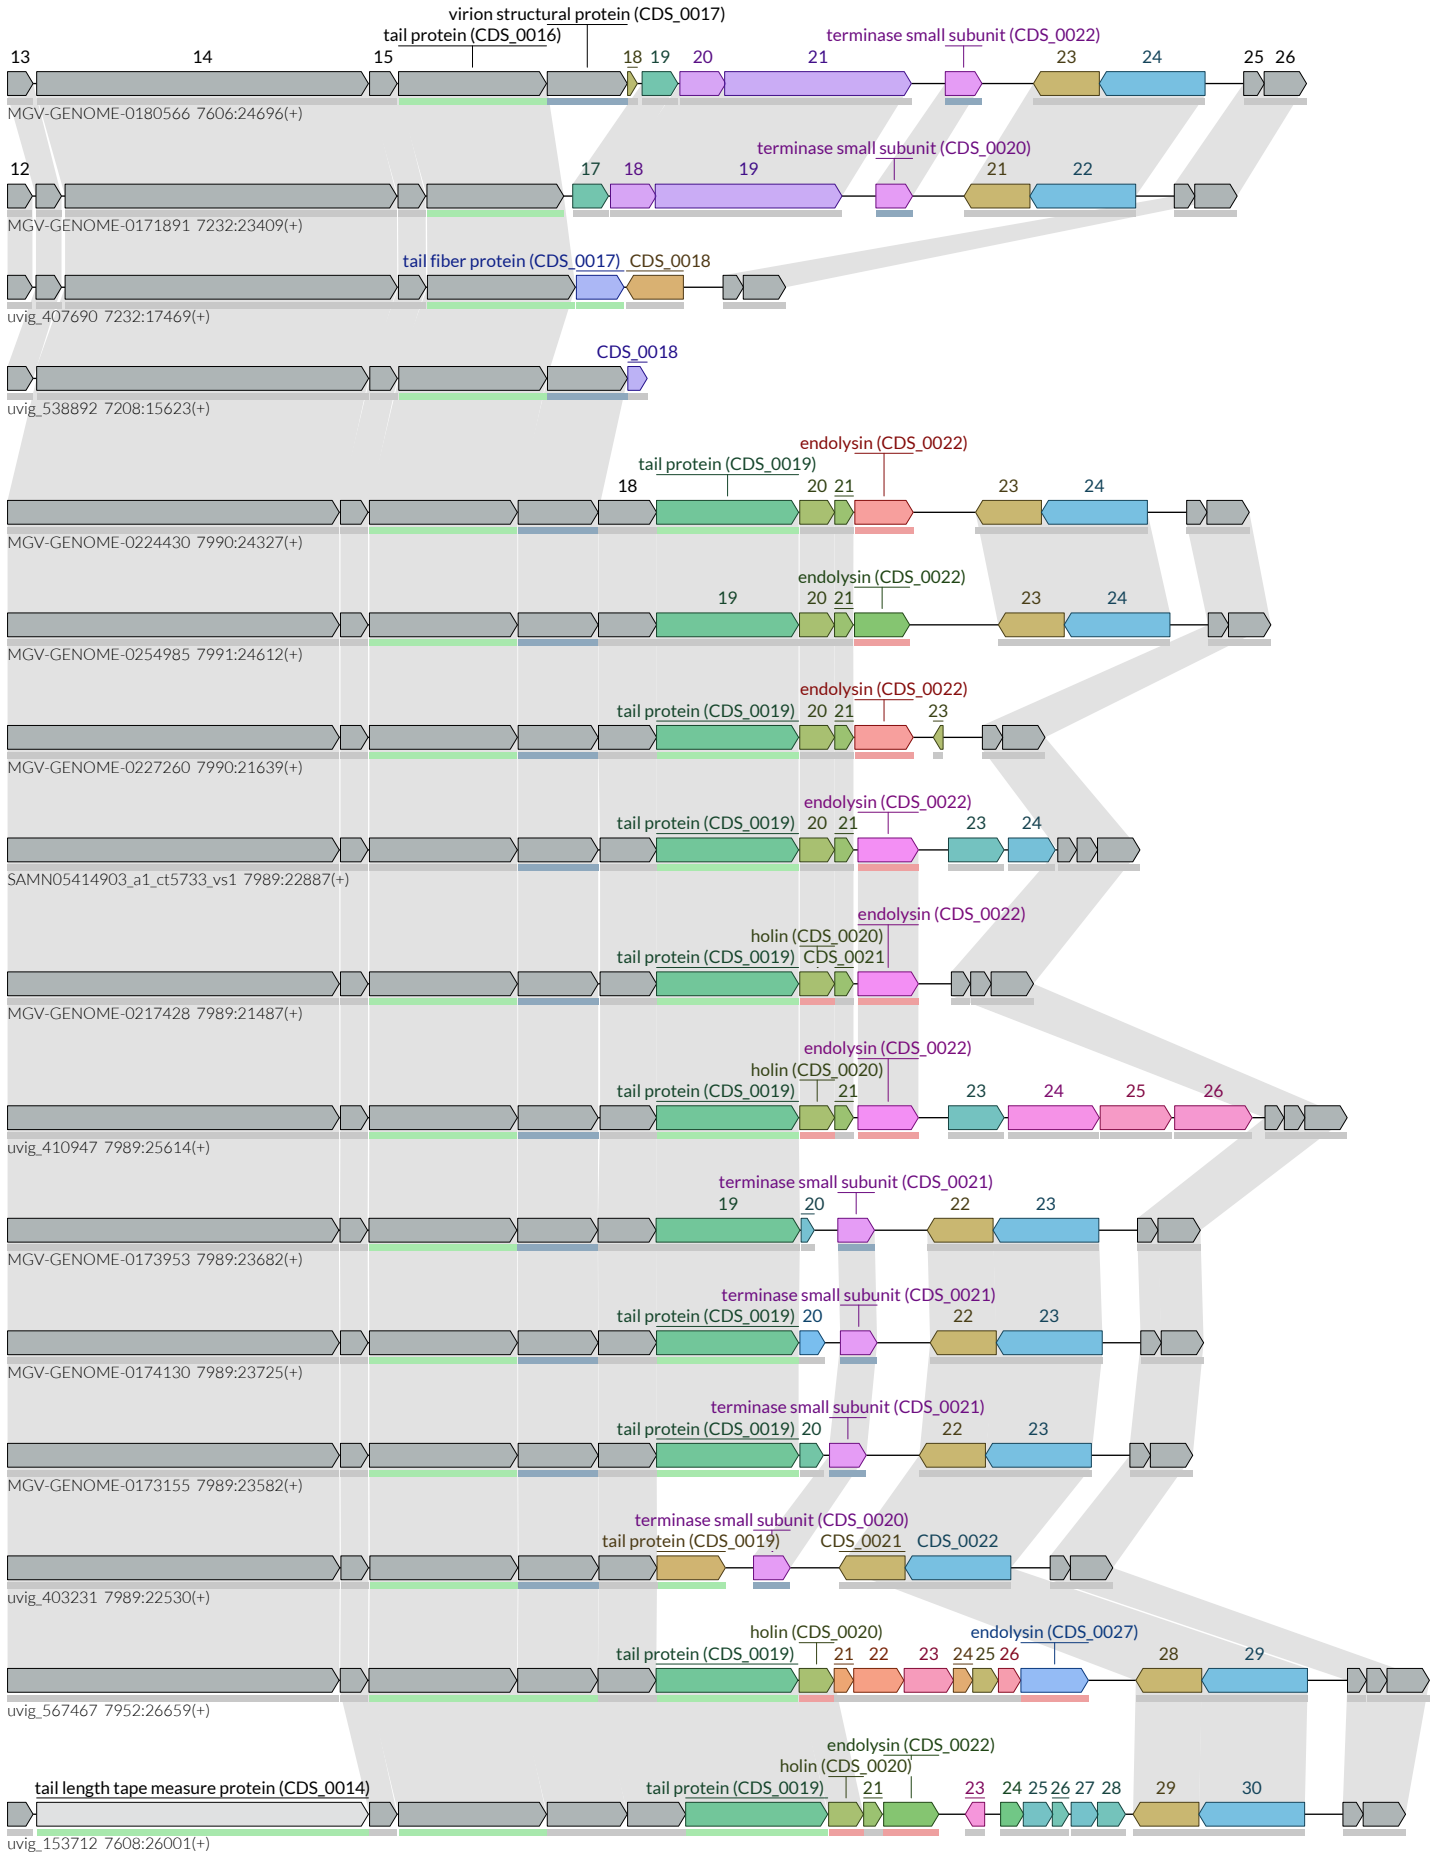 virion structural protein (CDS_0017)
tail protein (CDS_0016)
terminase small subunit (CDS_0022)
13 14 15 18 19 20 21 23 24 25 26
MGV-GENOME-0180566 7606:24696(+)
terminase small subunit (CDS_0020)
12 17 18 19 21 22
MGV-GENOME-0171891 7232:23409(+)
tail fiber protein (CDS_0017) CDS_0018
uvig_407690 7232:17469(+)
CDS_0018
uvig_538892 7208:15623(+)
endolysin (CDS_0022)
tail protein (CDS_0019)
18 20 21 23 24
MGV-GENOME-0224430 7990:24327(+)
endolysin (CDS_0022)
19 20 21 23 24
MGV-GENOME-0254985 7991:24612(+)
endolysin (CDS_0022)
tail protein (CDS_0019) 20 21 23
MGV-GENOME-0227260 7990:21639(+)
endolysin (CDS_0022)
tail protein (CDS_0019) 20 21 23 24
SAMN05414903_a1_ct5733_vs1 7989:22887(+)
endolysin (CDS_0022)
holin (CDS_0020)
tail protein (CDS_0019) CDS_0021
MGV-GENOME-0217428 7989:21487(+)
endolysin (CDS_0022)
holin (CDS_0020)
tail protein (CDS_0019) 21 23 24 25 26
uvig_410947 7989:25614(+)
terminase small subunit (CDS_0021)
19 20 22 23
MGV-GENOME-0173953 7989:23682(+)
terminase small subunit (CDS_0021)
tail protein (CDS_0019) 20 22 23
MGV-GENOME-0174130 7989:23725(+)
terminase small subunit (CDS_0021)
tail protein (CDS_0019) 20 22 23
MGV-GENOME-0173155 7989:23582(+)
terminase small subunit (CDS_0020)
tail protein (CDS_0019) CDS_0021 CDS_0022
uvig_403231 7989:22530(+)
holin (CDS_0020) endolysin (CDS_0027)
tail protein (CDS_0019) 21 22 23 24 25 26 28 29
uvig_567467 7952:26659(+)
endolysin (CDS_0022)
holin (CDS_0020)
tail length tape measure protein (CDS_0014) tail protein (CDS_0019) 21 23 24 25 26 27 28 29 30
uvig_153712 7608:26001(+)